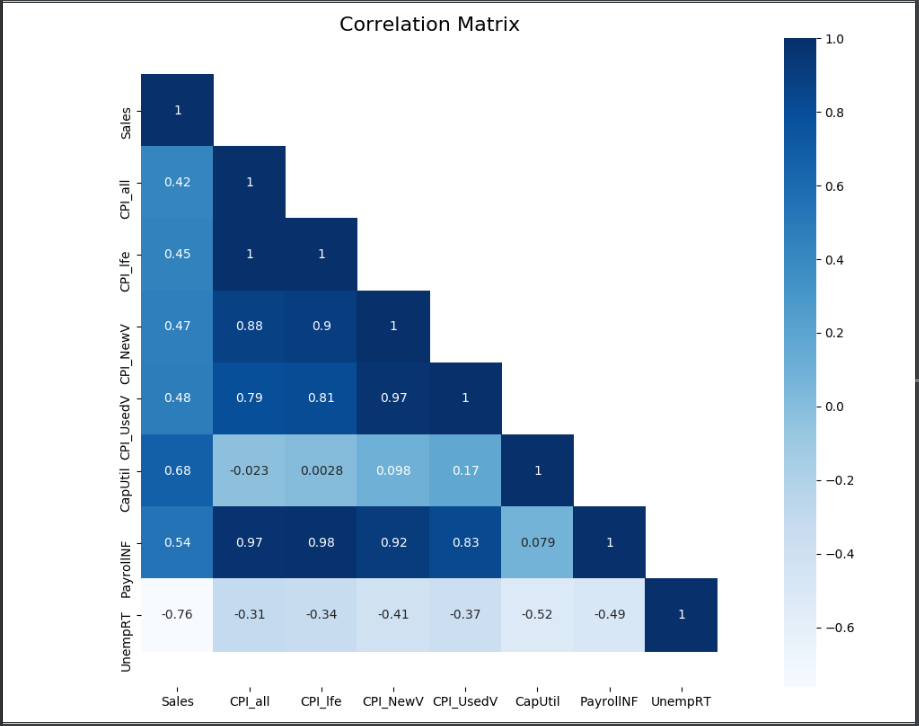 Correlation Matrix
Sales
1
CPI_all
0.42 1
CPI_lfe
0.45 1 1
CPI_NewV
0.47 0.88 0.9 1
CPI_UsedV
0.48 0.79 0.81 0.97 1
CapUtil
0.68 -0.023 0.0028 0.098 0.17 1
PayrollNF
0.54 0.97 0.98 0.92 0.83 0.079 1
UnempRT
-0.76 -0.31 -0.34 -0.41 -0.37 -0.52 -0.49 1
Sales CPI_all CPI_lfe CPI_NewV CPI_UsedV CapUtil PayrollNF UnempRT
1.0
0.8
0.6
0.4
0.2
0.0
−0.2
−0.4
−0.6